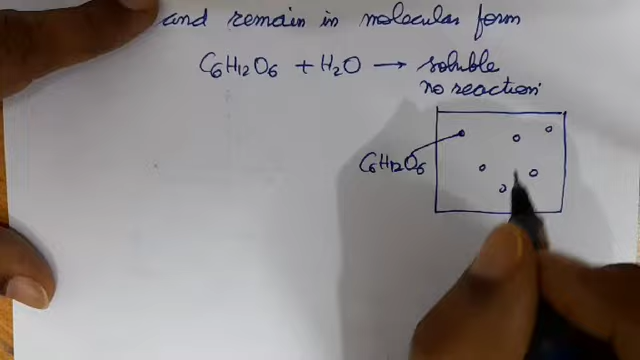 and remain in molecular form
C6H12O6 + H2O → soluble
no reaction.
C6H12O6